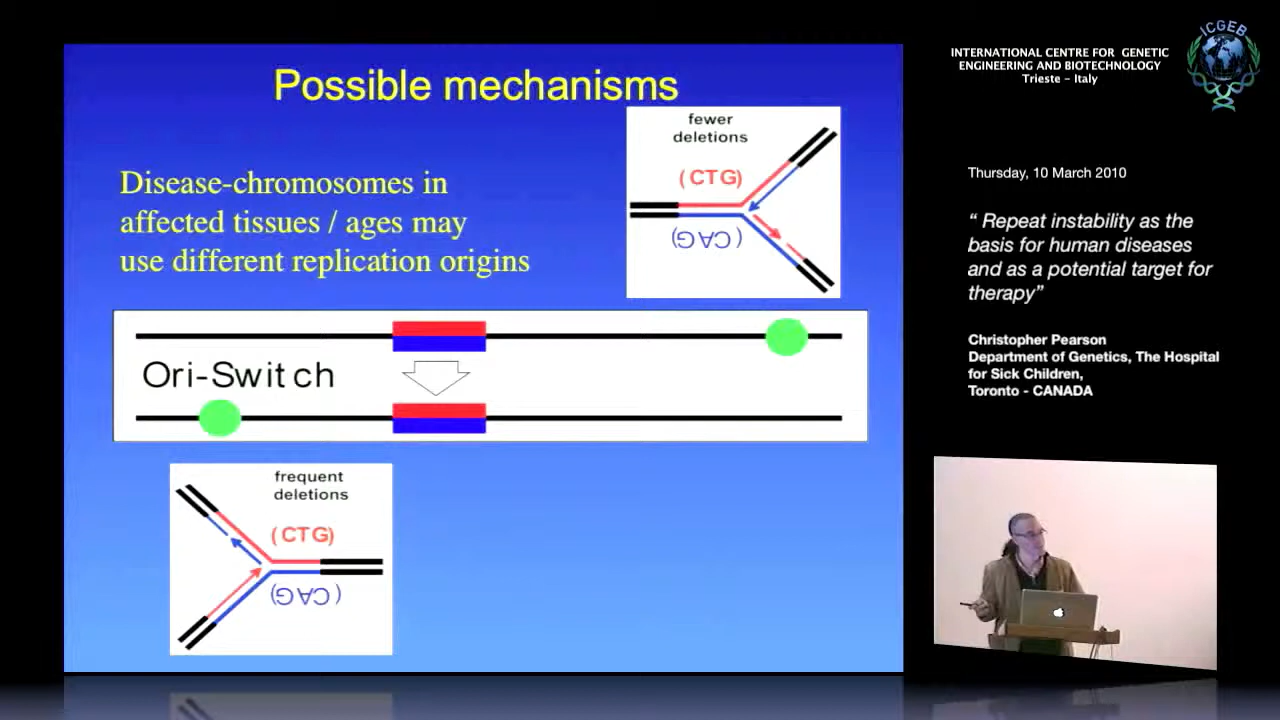 Possible mechanisms
Disease-chromosomes in
affected tissues / ages may
use different replication origins
fewer
deletions
(CTG)
(CAG)
Ori-Switch
frequent
deletions
(CTG)
(CAG)
INTERNATIONAL CENTRE FOR GENETIC
ENGINEERING AND BIOTECHNOLOGY
Trieste - Italy
ICGEB
Thursday, 10 March 2010
“ Repeat instability as the
basis for human diseases
and as a potential target for
therapy”
Christopher Pearson
Department of Genetics, The Hospital
for Sick Children,
Toronto - CANADA